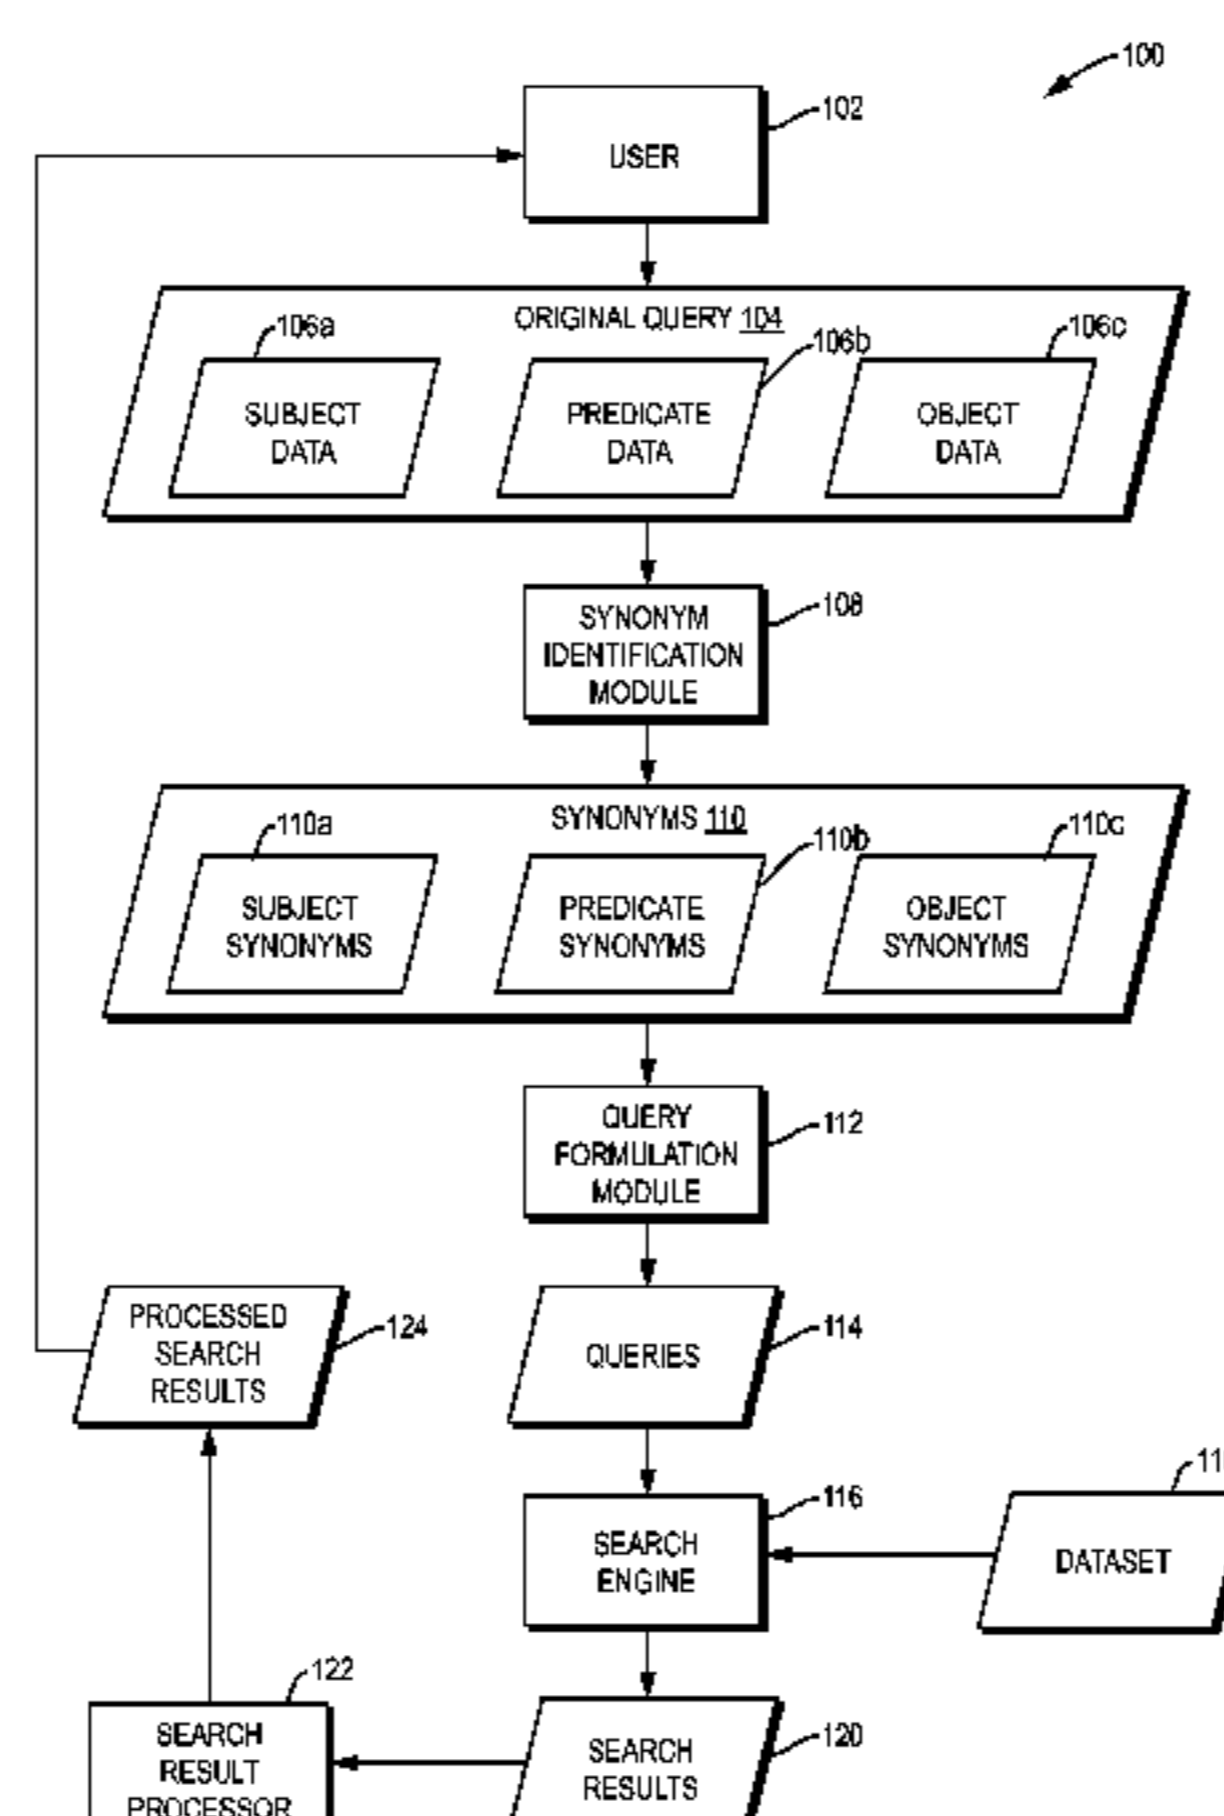 100
102
USER
ORIGINAL QUERY 104
106a
106b
106c
SUBJECT
DATA
PREDICATE
DATA
OBJECT
DATA
108
SYNONYM
IDENTIFICATION
MODULE
SYNONYMS 110
110a
110b
110c
SUBJECT
SYNONYMS
PREDICATE
SYNONYMS
OBJECT
SYNONYMS
112
QUERY
FORMULATION
MODULE
PROCESSED
SEARCH
RESULTS
124
QUERIES
114
116
SEARCH
ENGINE
DATASET
122
SEARCH
RESULT
PROCESSOR
SEARCH
RESULTS
120